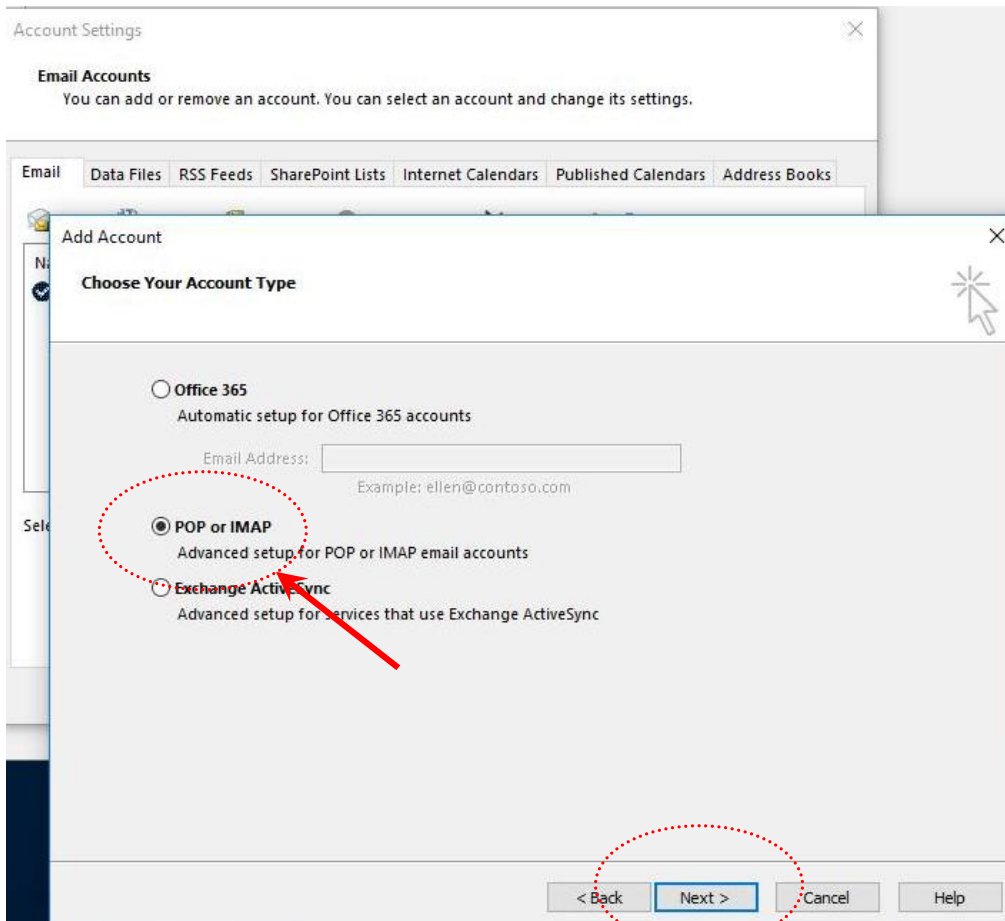 Account Settings
Email Accounts
You can add or remove an account. You can select an account and change its settings.
Email Data Files RSS Feeds SharePoint Lists Internet Calendars Published Calendars Address Books
Add Account
Choose Your Account Type
Office 365
Automatic setup for Office 365 accounts
Email Address:
Example: ellen@contoso.com
POP or IMAP
Advanced setup for POP or IMAP email accounts
Exchange ActiveSync
Advanced setup for services that use Exchange ActiveSync
< Back Next > Cancel Help